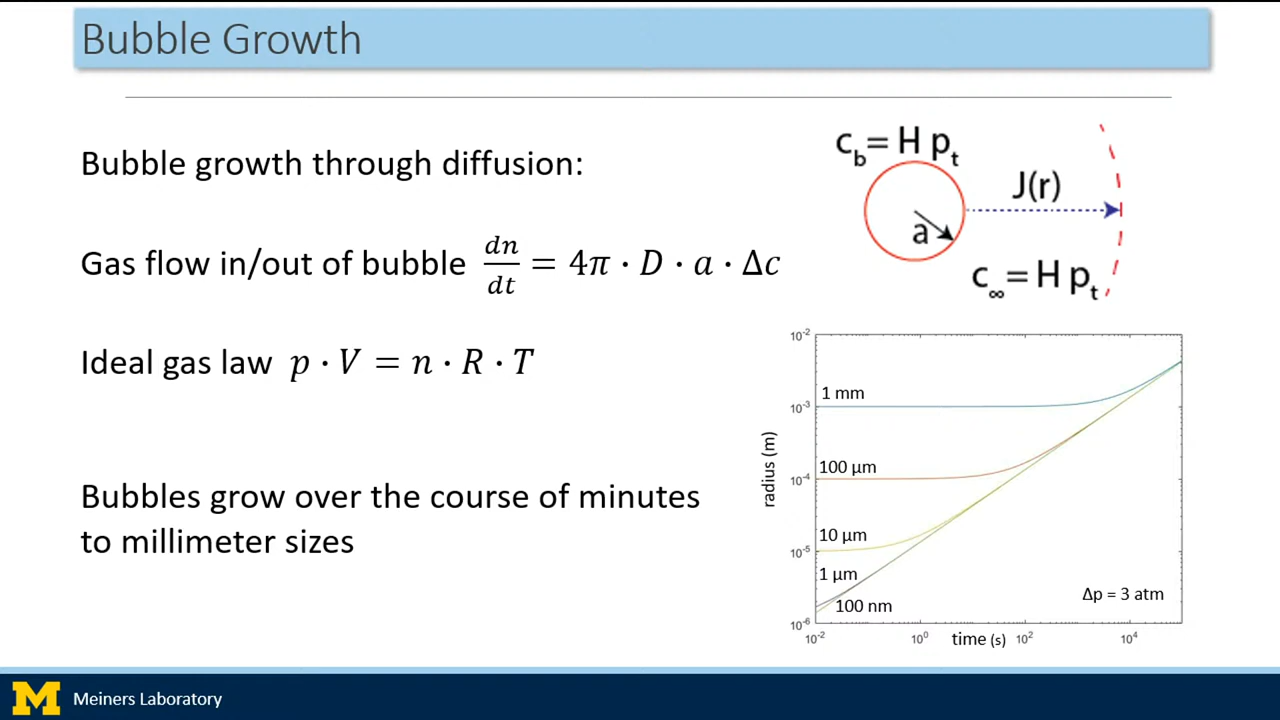 Bubble Growth
Bubble growth through diffusion:
Gas flow in/out of bubble dn/dt = 4π · D · a · Δc
Ideal gas law p · V = n · R · T
Bubbles grow over the course of minutes
to millimeter sizes
c_b = H p_t
J(r)
a
c_∞ = H p_t
10^-2
10^-3
10^-4
10^-5
10^-6
radius (m)
1 mm
100 µm
10 µm
1 µm
100 nm
Δp = 3 atm
10^-2 10^0 10^2 10^4
time (s)
M Meiners Laboratory